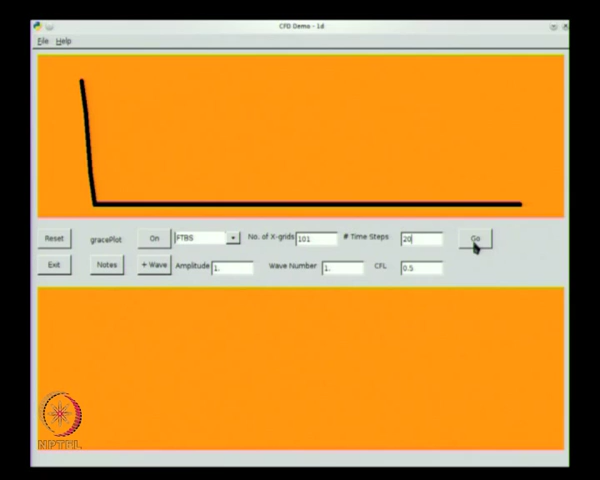 CFD Demo - 1d
File Help
Reset gracePlot On FTBS No. of X-grids 101 # Time Steps 20 Go
Exit Notes + Wave Amplitude 1. Wave Number 1. CFL 0.5
NPTEL